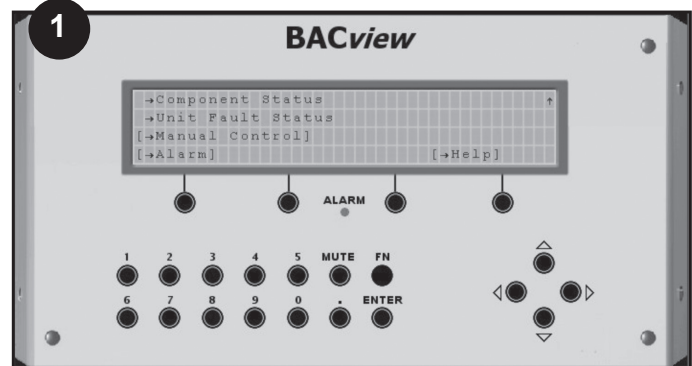 1
BACview
→Component Status ↑
→Unit Fault Status
[→Manual Control]
[→Alarm] [→Help]
ALARM
1 2 3 4 5 MUTE FN
6 7 8 9 0 . ENTER